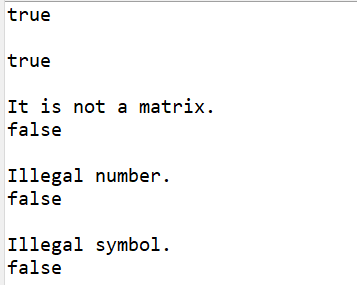 true
true
It is not a matrix.
false
Illegal number.
false
Illegal symbol.
false